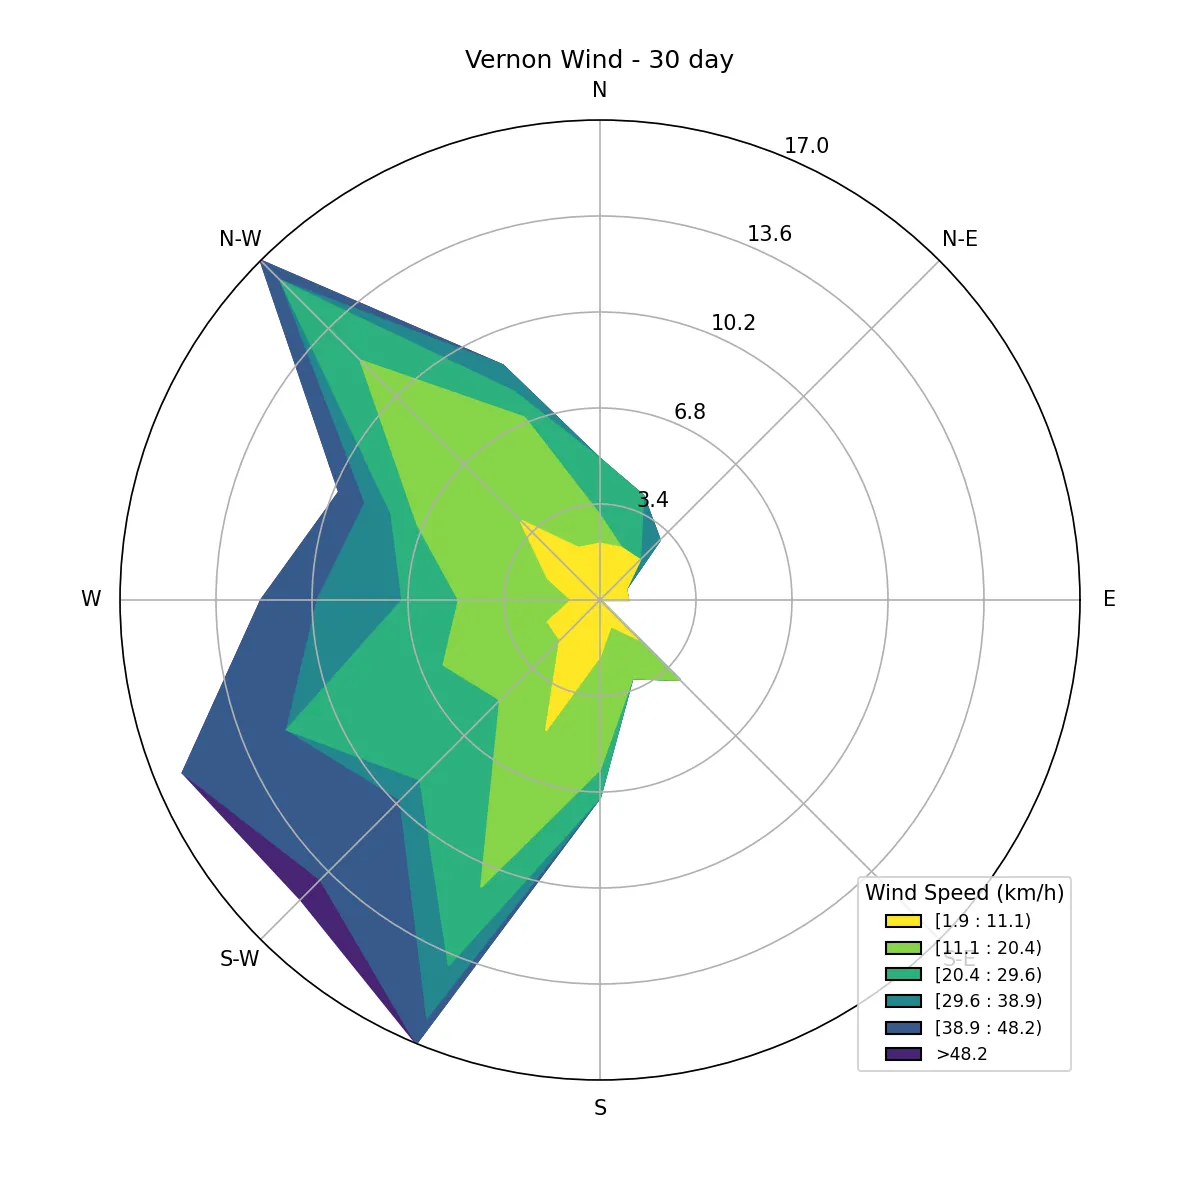 Vernon Wind - 30 day
N
17.0
N-W
N-E
13.6
10.2
6.8
3.4
W
E
S-W
S-E
S
Wind Speed (km/h)
[1.9 : 11.1)
[11.1 : 20.4)
[20.4 : 29.6)
[29.6 : 38.9)
[38.9 : 48.2)
>48.2